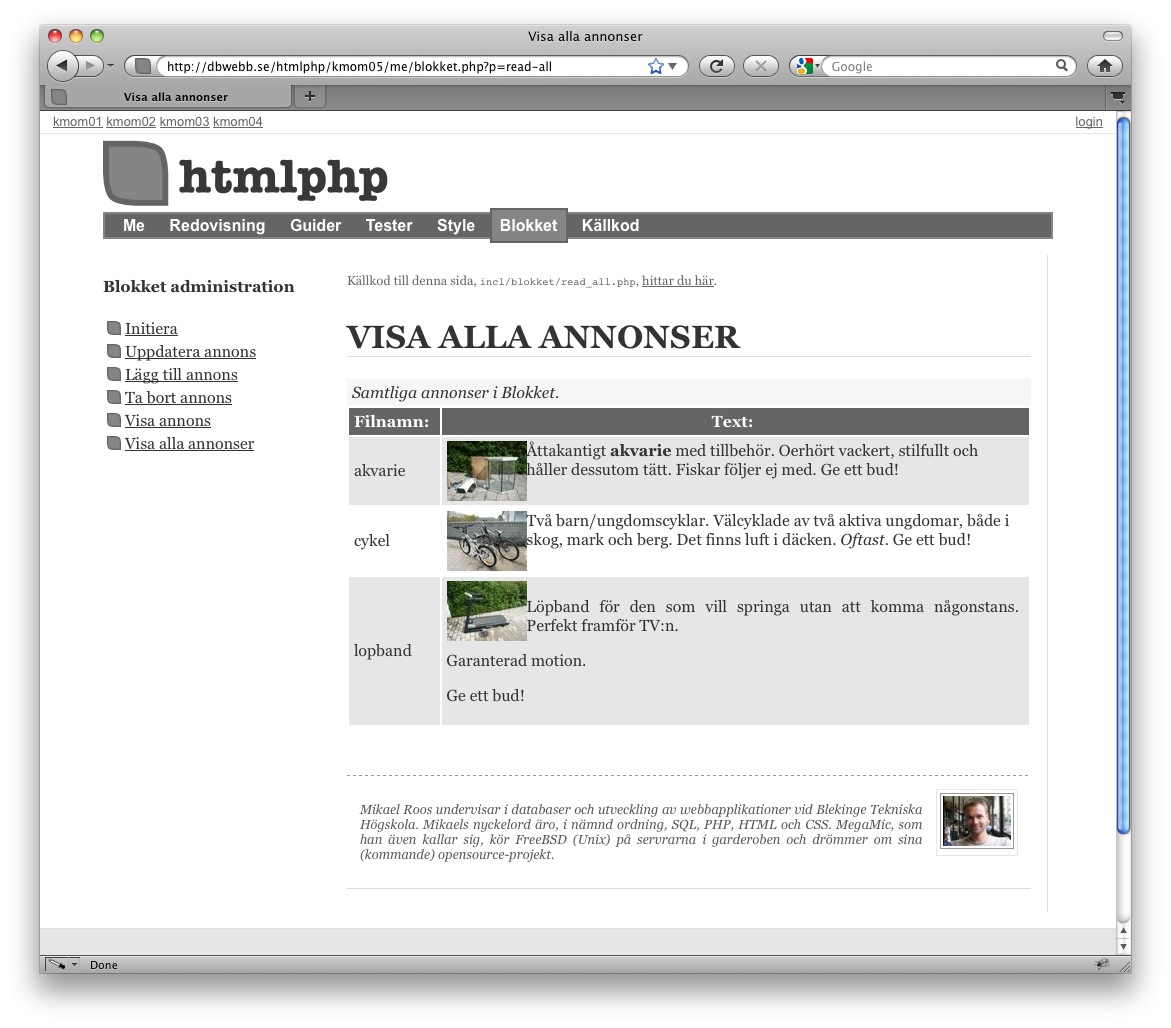 Visa alla annonser
http://dbwebb.se/htmlphp/kmom05/me/blokket.php?p=read-all
Google
Visa alla annonser
+
kmom01 kmom02 kmom03 kmom04
login
htmlphp
Me Redovisning Guider Tester Style Blokket Källkod
Blokket administration
Initiera
Uppdatera annons
Lägg till annons
Ta bort annons
Visa annons
Visa alla annonser
Källkod till denna sida, incl/blokket/read_all.php, hittar du här.
VISA ALLA ANNONSER
Samtliga annonser i Blokket.
Filnamn: Text:
akvarie
Åttakantigt akvarie med tillbehör. Oerhört vackert, stilfullt och
håller dessutom tätt. Fiskar följer ej med. Ge ett bud!
cykel
Två barn/ungdomscyklar. Välcyklade av två aktiva ungdomar, både i
skog, mark och berg. Det finns luft i däcken. Oftast. Ge ett bud!
lopband
Löpband för den som vill springa utan att komma någonstans.
Perfekt framför TV:n.
Garanterad motion.
Ge ett bud!
Mikael Roos undervisar i databaser och utveckling av webbapplikationer vid Blekinge Tekniska
Högskola. Mikaels nyckelord äro, i nämnd ordning, SQL, PHP, HTML och CSS. MegaMic, som
han även kallar sig, kör FreeBSD (Unix) på servrarna i garderoben och drömmer om sina
(kommande) opensource-projekt.
Done